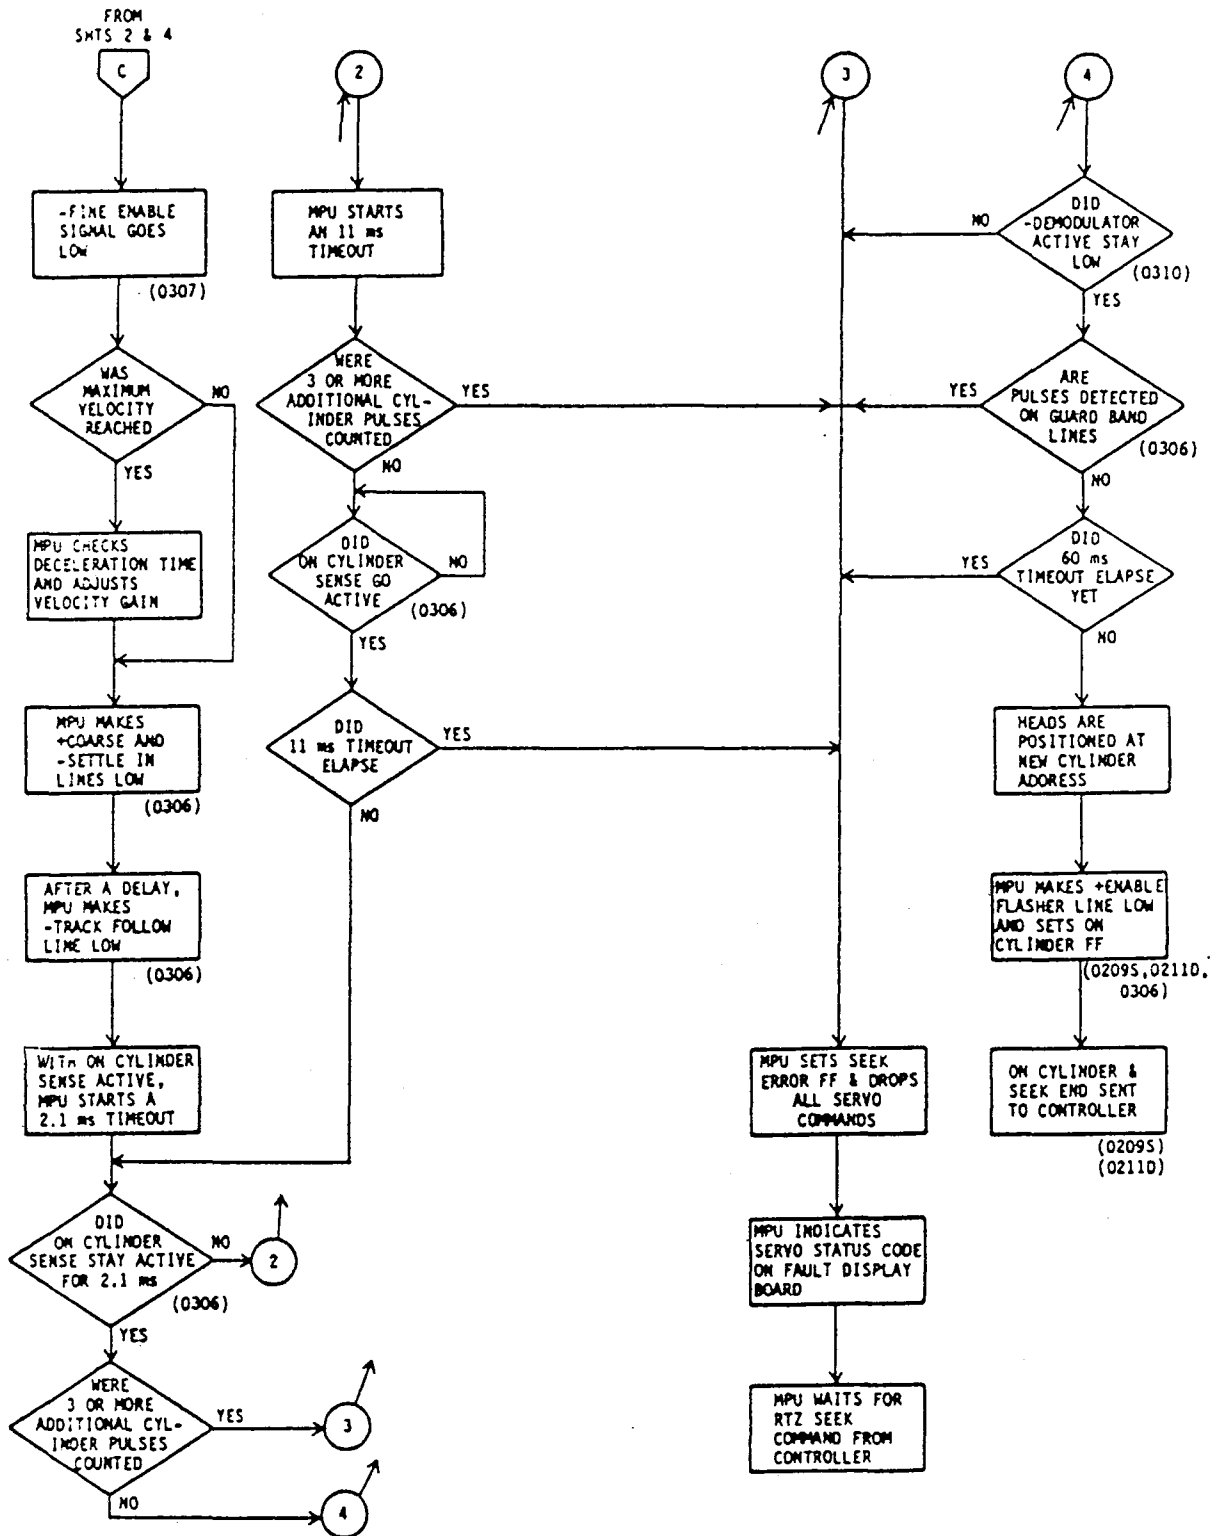 FROM
SHTS 2 & 4
C
-FINE ENABLE
SIGNAL GOES
LOW
(0307)
WAS
MAXIMUM
VELOCITY
REACHED
NO
YES
MPU CHECKS
DECELERATION TIME
AND ADJUSTS
VELOCITY GAIN
MPU MAKES
+COARSE AND
-SETTLE IN
LINES LOW
(0306)
AFTER A DELAY,
MPU MAKES
-TRACK FOLLOW
LINE LOW
(0306)
WITH ON CYLINDER
SENSE ACTIVE,
MPU STARTS A
2.1 ms TIMEOUT
DID
ON CYLINDER
SENSE STAY ACTIVE
FOR 2.1 ms
NO
2
(0306)
YES
WERE
3 OR MORE
ADDITIONAL CYL-
INDER PULSES
COUNTED
YES
3
NO
4
2
MPU STARTS
AN 11 ms
TIMEOUT
WERE
3 OR MORE
ADDITIONAL CYL-
INDER PULSES
COUNTED
YES
NO
DID
ON CYLINDER
SENSE GO
ACTIVE
NO
(0306)
YES
DID
11 ms TIMEOUT
ELAPSE
YES
NO
3
MPU SETS SEEK
ERROR FF & DROPS
ALL SERVO
COMMANDS
MPU INDICATES
SERVO STATUS CODE
ON FAULT DISPLAY
BOARD
MPU WAITS FOR
RTZ SEEK
COMMAND FROM
CONTROLLER
4
DID
-DEMODULATOR
ACTIVE STAY
LOW
NO
(0310)
YES
ARE
PULSES DETECTED
ON GUARD BAND
LINES
YES
(0306)
NO
DID
60 ms
TIMEOUT ELAPSE
YET
YES
NO
HEADS ARE
POSITIONED AT
NEW CYLINDER
ADDRESS
MPU MAKES +ENABLE
FLASHER LINE LOW
AND SETS ON
CYLINDER FF
(0209S,0211D,
0306)
ON CYLINDER &
SEEK END SENT
TO CONTROLLER
(0209S)
(0211D)